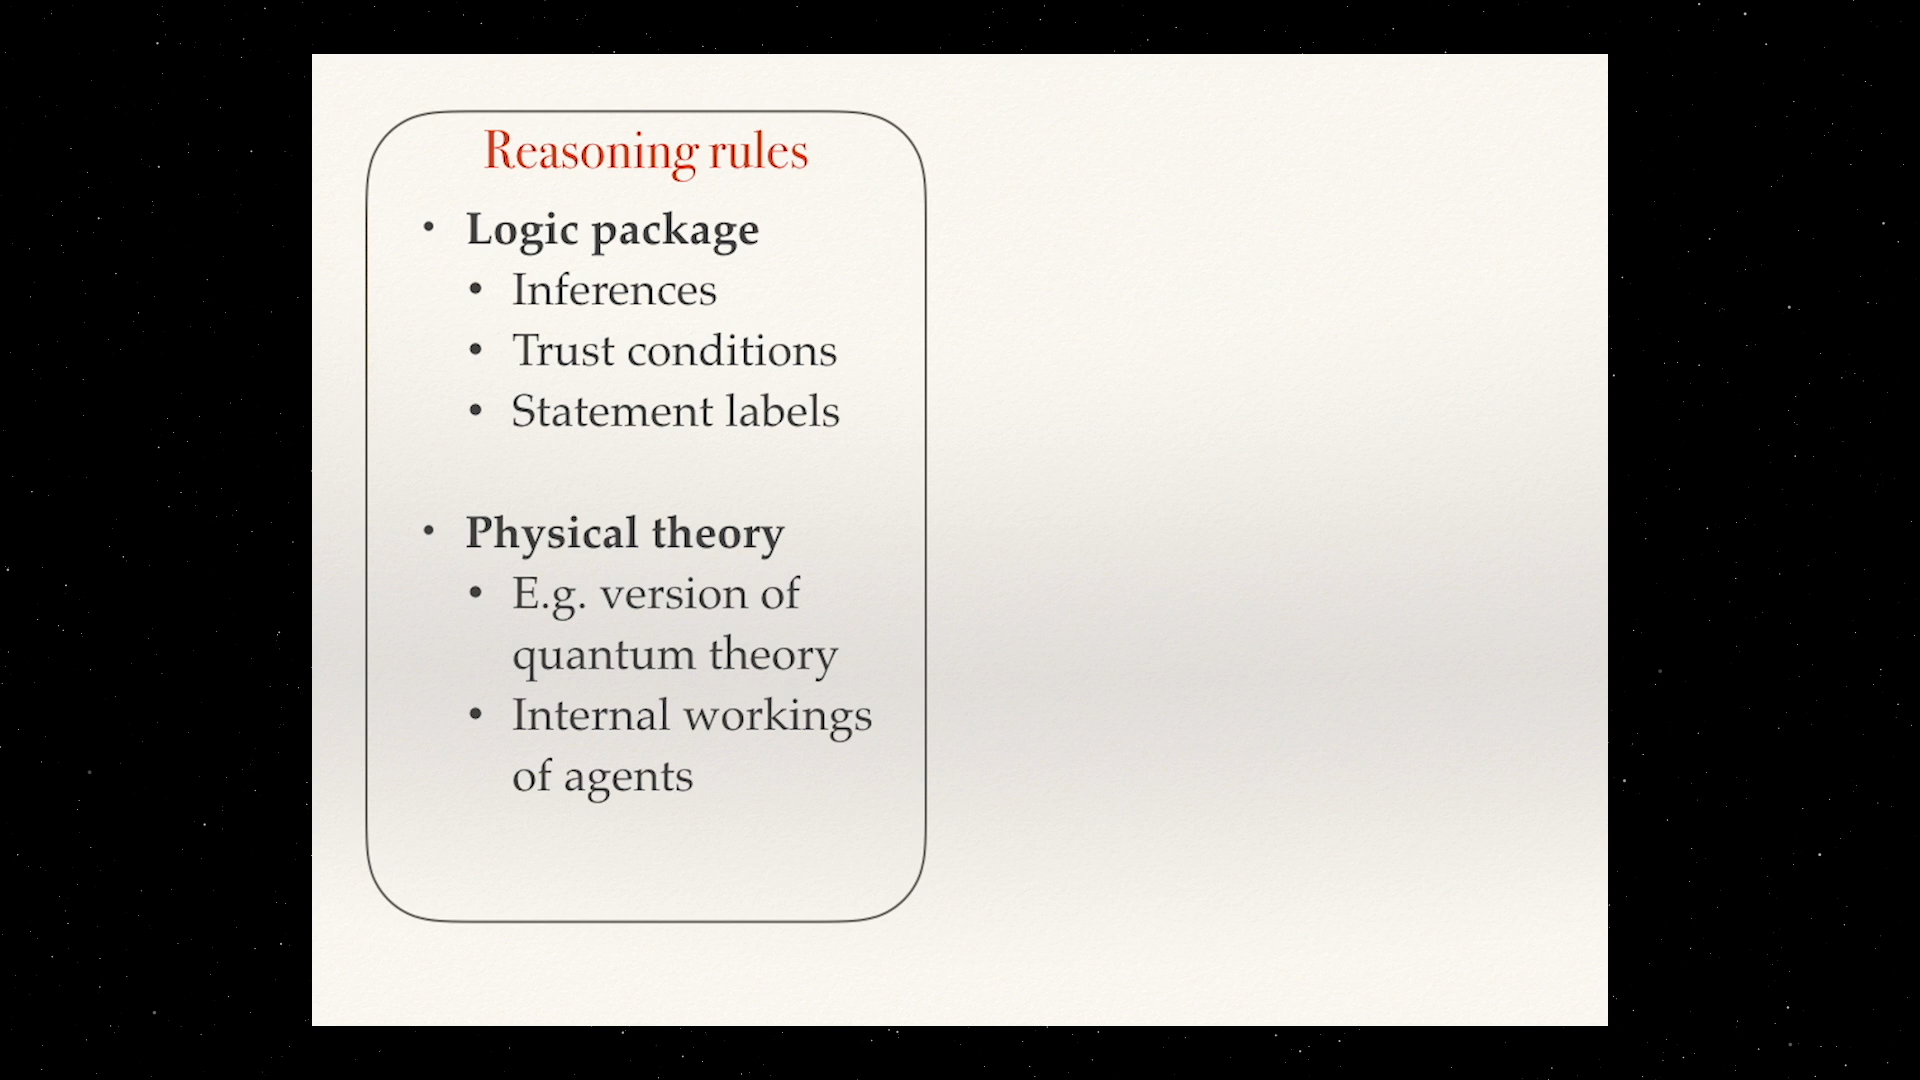 Reasoning rules
• Logic package
• Inferences
• Trust conditions
• Statement labels
• Physical theory
• E.g. version of
quantum theory
• Internal workings
of agents